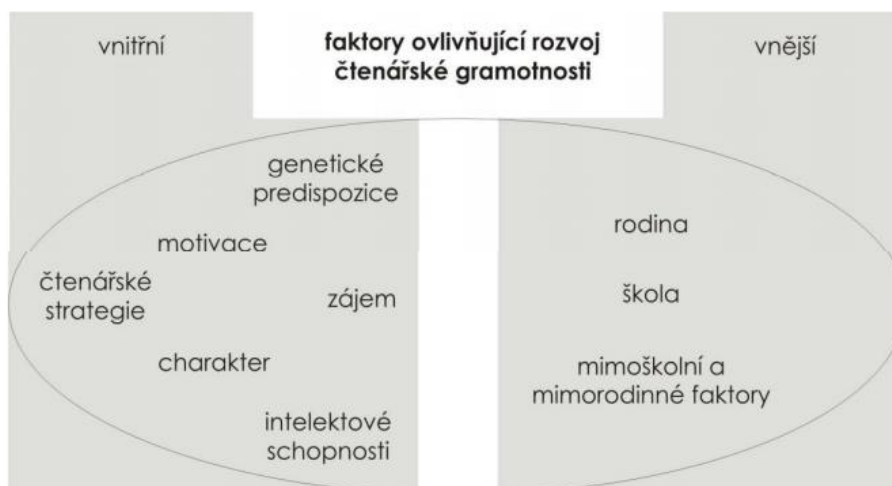 vnitřní
faktory ovlivňující rozvoj
čtenářské gramotnosti
vnější
genetické
predispozice
motivace
čtenářské
strategie
zájem
charakter
intelektové
schopnosti
rodina
škola
mimoškolní a
mimorodinné faktory